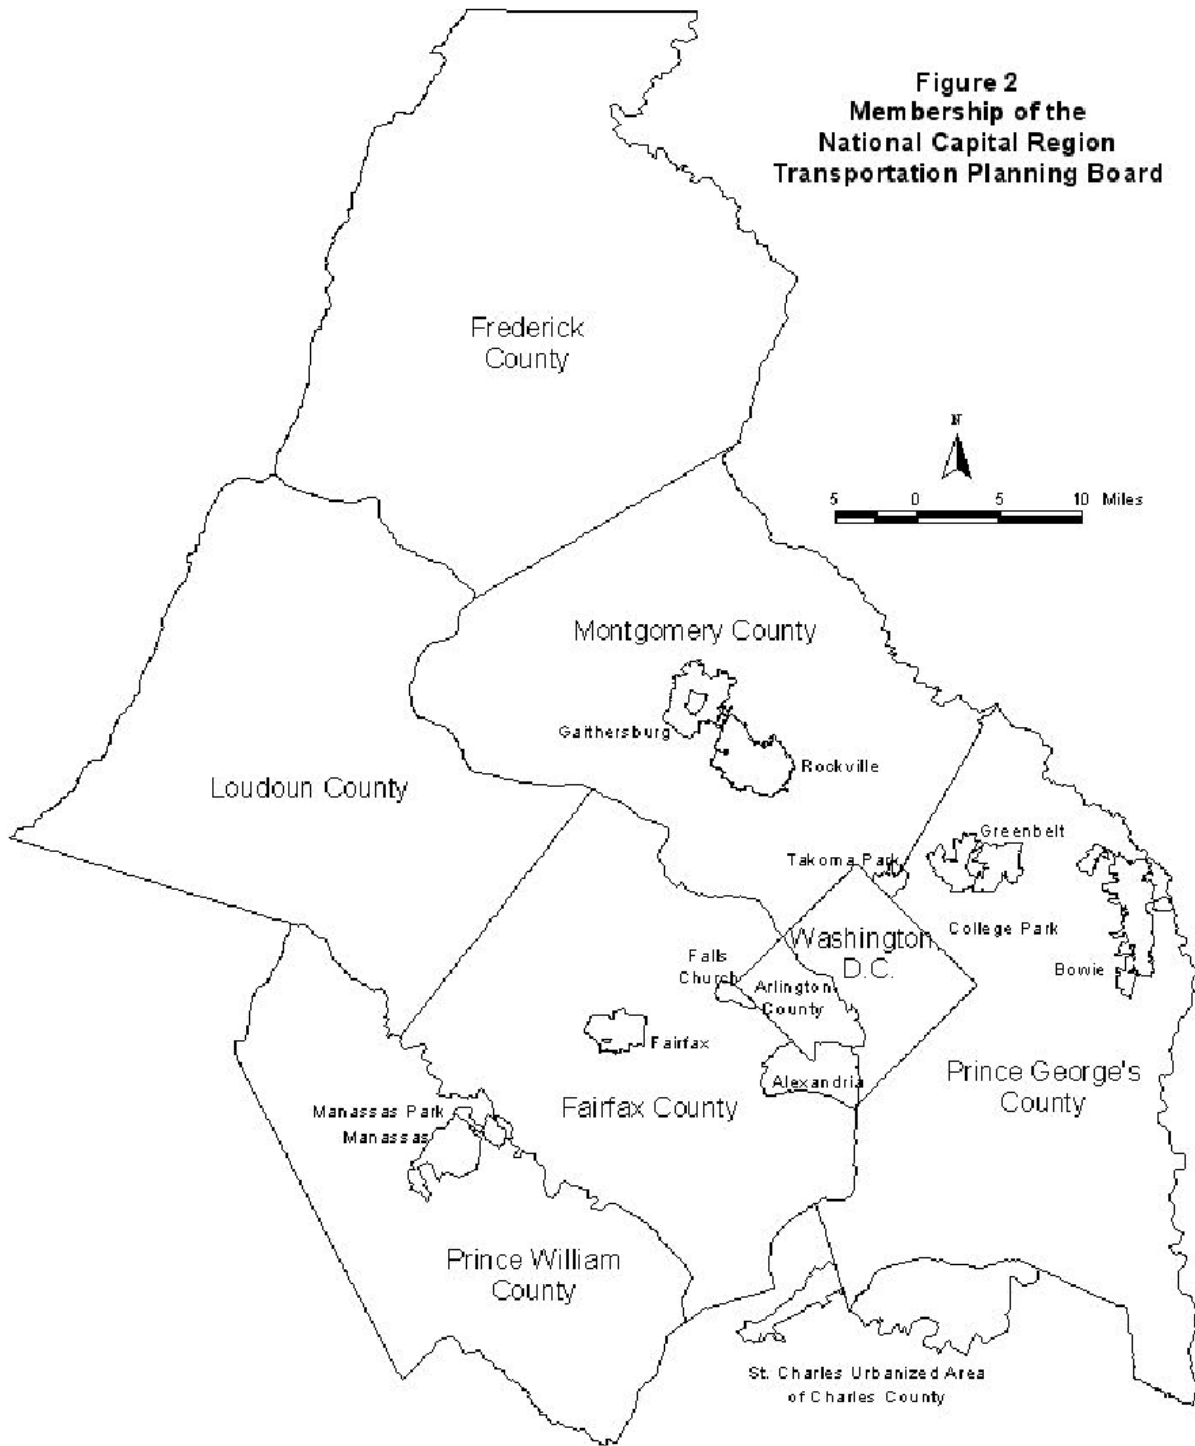 Figure 2
Membership of the
National Capital Region
Transportation Planning Board
Frederick
County
N
5 0 5 10 Miles
Montgomery County
Gaithersburg
Rockville
Loudoun County
Greenbelt
Takoma Park
College Park
Washington
D.C.
Falls
Church
Bowie
Arlington
County
Fairfax
Alexandria
Prince George's
County
Fairfax County
Manassas Park
Manassas
Prince William
County
St. Charles Urbanized Area
of Charles County